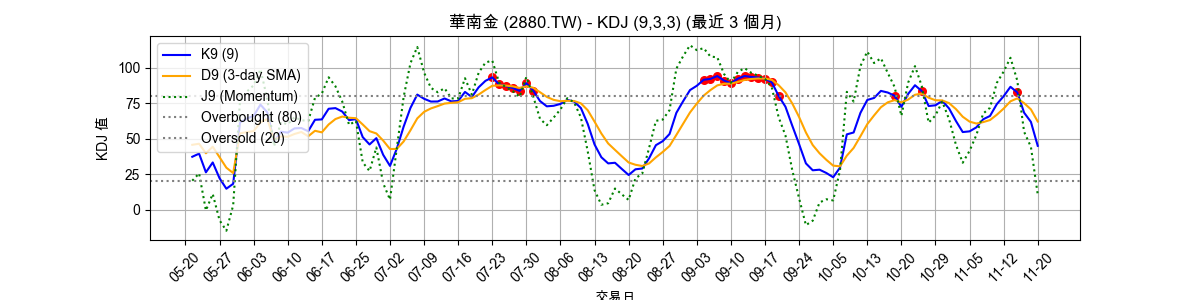 華南金 (2880.TW) - KDJ (9,3,3) (最近 3 個月)
KDJ 值
100
75
50
25
0
K9 (9)
D9 (3-day SMA)
J9 (Momentum)
Overbought (80)
Oversold (20)
05-20 05-27 06-03 06-10 06-17 06-25 07-02 07-09 07-16 07-23 07-30 08-06 08-13 08-20 08-27 09-03 09-10 09-17 09-24 10-05 10-13 10-20 10-29 11-05 11-12 11-20
交易日